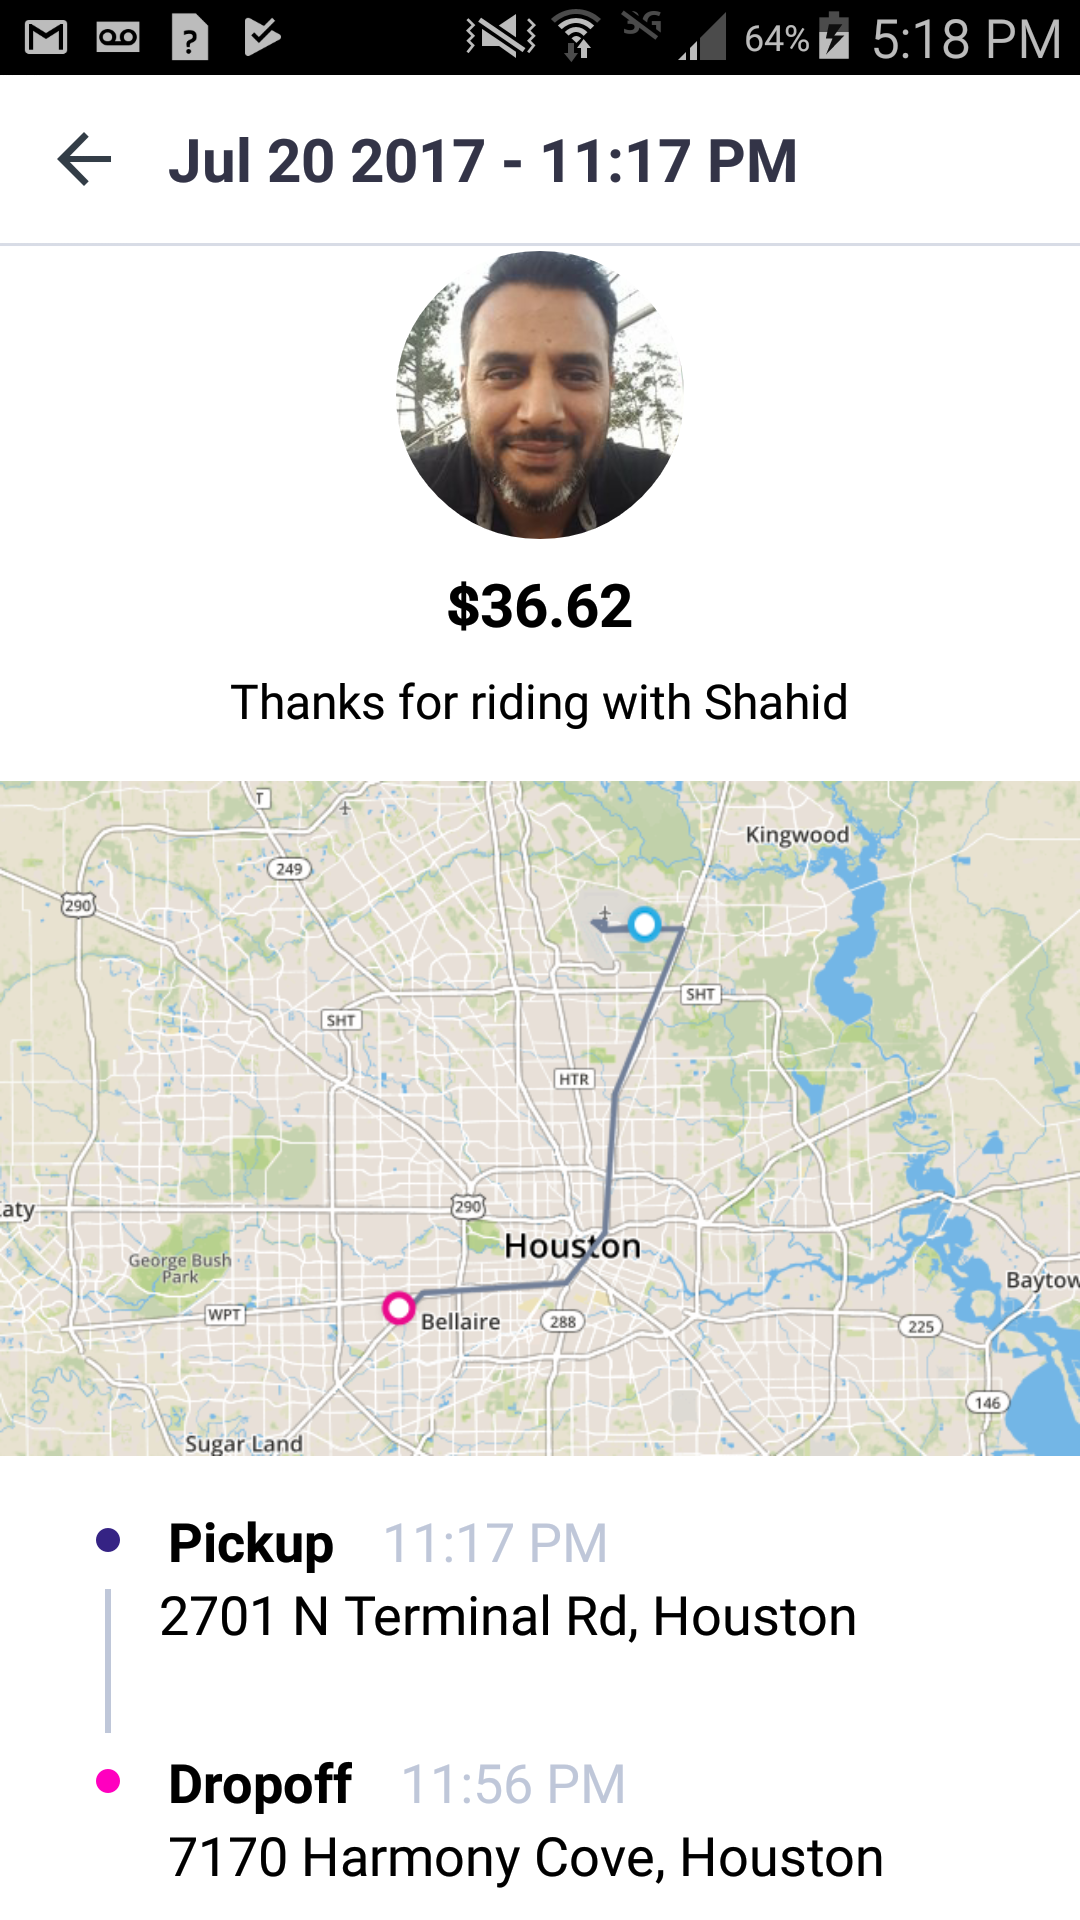 64% 5:18 PM
Jul 20 2017 - 11:17 PM
$36.62
Thanks for riding with Shahid
T
Kingwood
249
290
SHT
SHT
HTR
290
aty
Houston
George Bush
Park
Baytow
WPT
Bellaire
288
225
146
Sugar Land
Pickup 11:17 PM
2701 N Terminal Rd, Houston
Dropoff 11:56 PM
7170 Harmony Cove, Houston